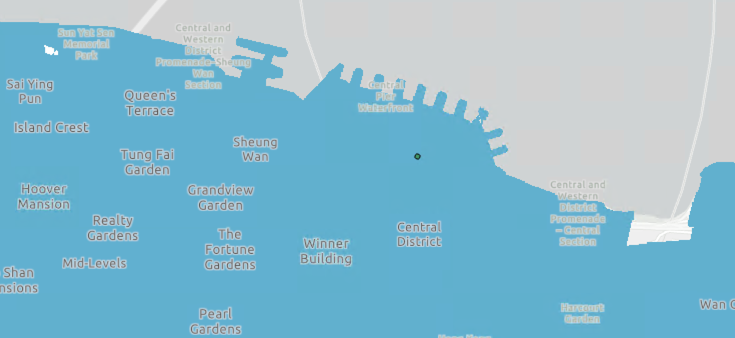 Sun Yat Sen
Memorial
Park
Central and
Western
District
Promenade-Sheung
Wan
Section
Sai Ying
Pun
Queen's
Terrace
Central
Pier
Waterfront
Island Crest
Sheung
Wan
Tung Fai
Garden
Hoover
Mansion
Grandview
Garden
Central and
Western
District
Promenade
– Central
Section
Realty
Gardens
The
Fortune
Gardens
Central
District
Winner
Building
Mid-Levels
Shan
Harcourt
Garden
Wan
Pearl
Gardens